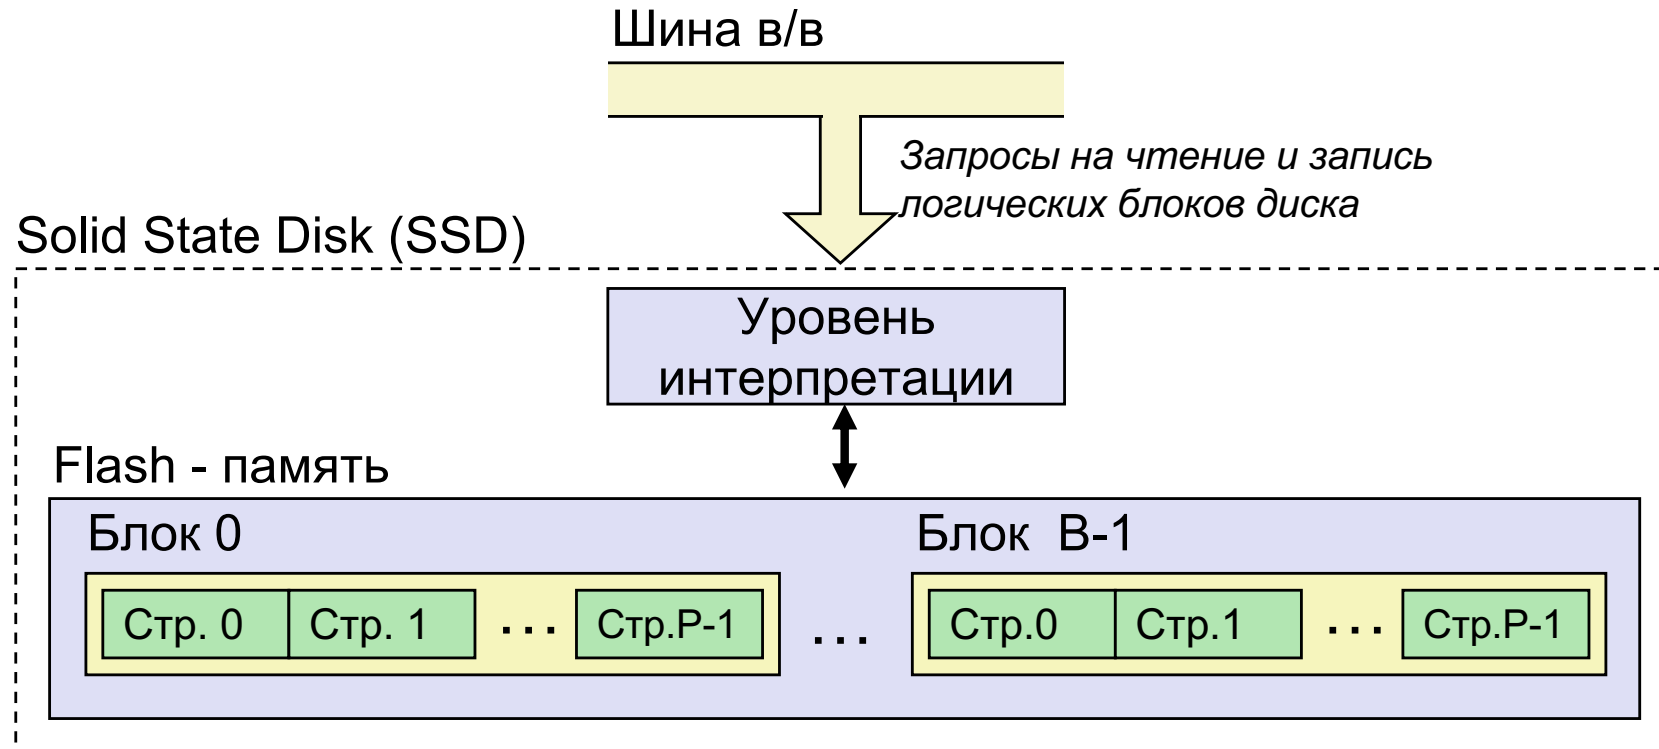 Шина в/в
Запросы на чтение и запись
логических блоков диска
Solid State Disk (SSD)
Уровень
интерпретации
Flash - память
Блок 0
Блок B-1
Стр. 0
Стр. 1
...
Стр.P-1
...
Стр.0
Стр.1
...
Стр.P-1